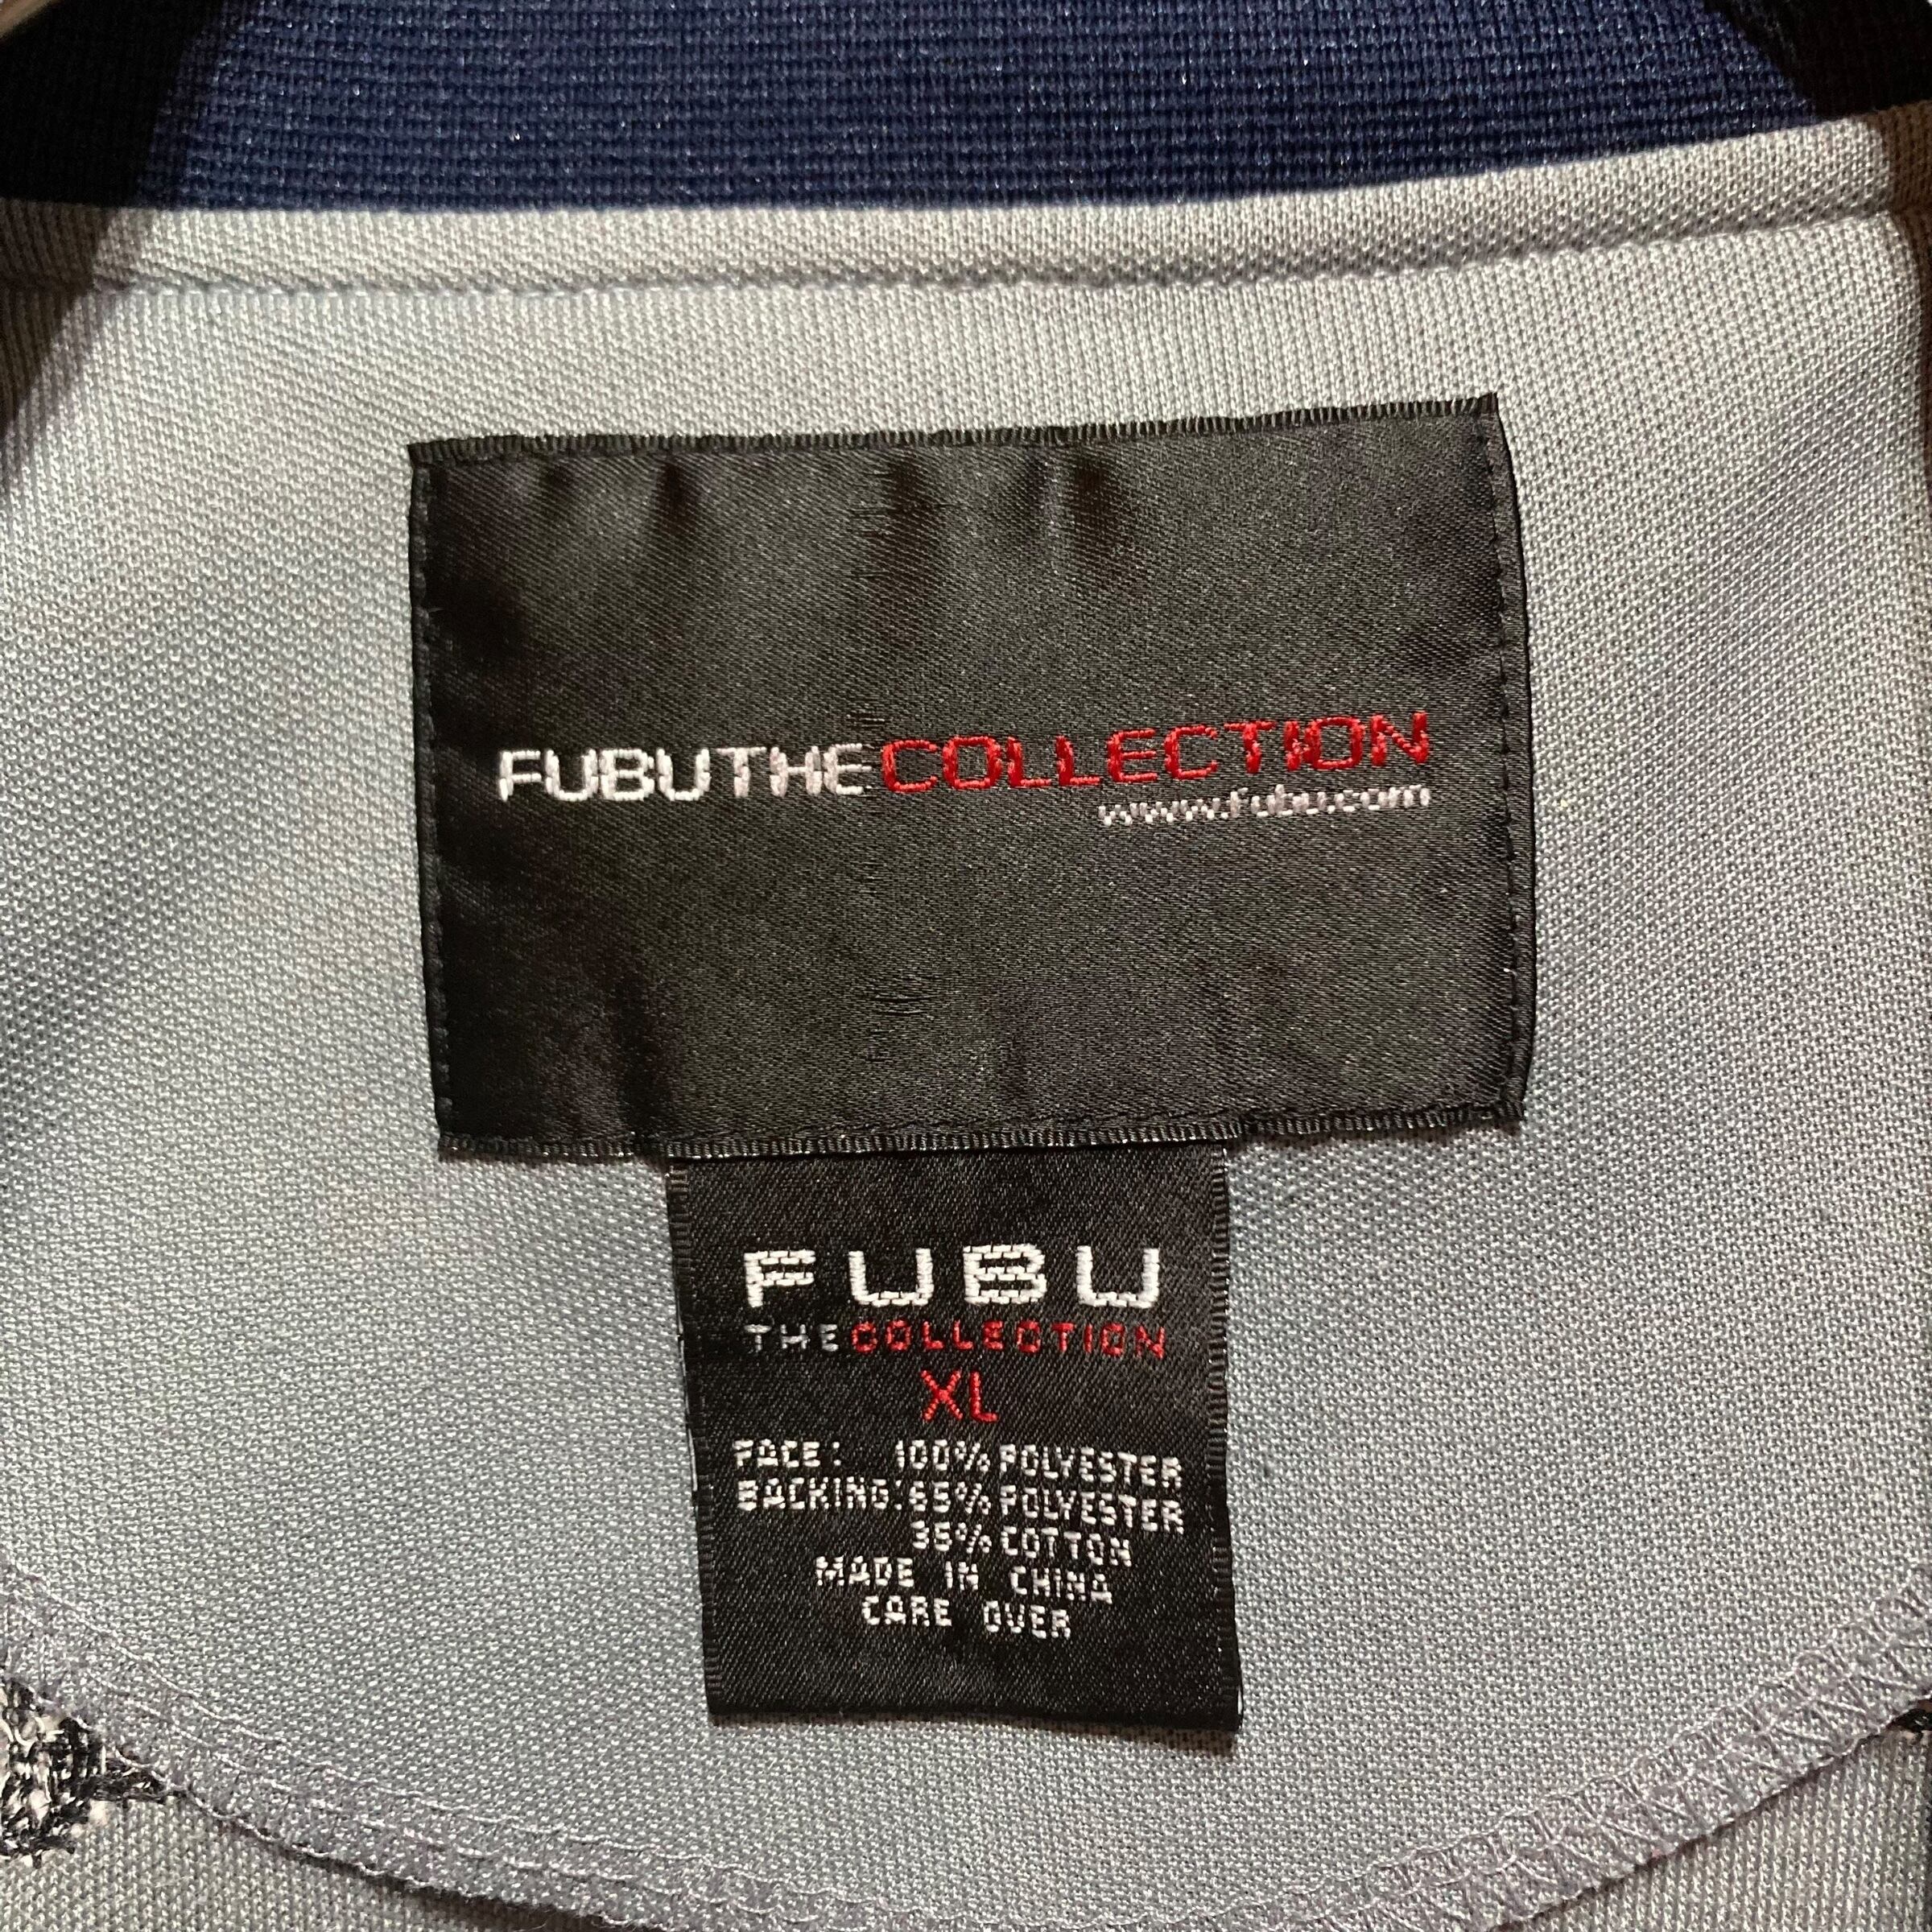 FUBUTHECOLLECTION
www.fubu.com
FUBU
THECOLLECTION
XL
FACE: 100% POLYESTER
BACKING:65% POLYESTER
35% COTTON
MADE IN CHINA
CARE OVER